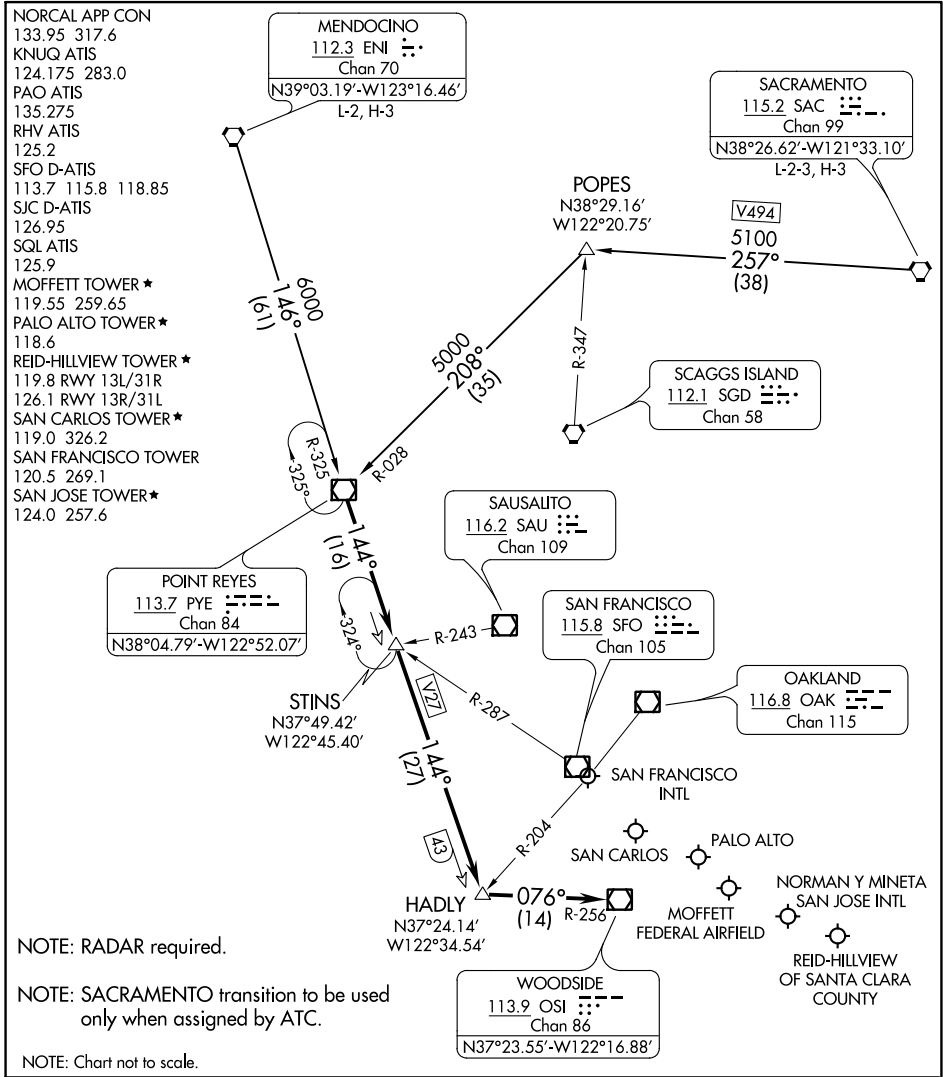 NORCAL APP CON
133.95 317.6
KNUQ ATIS
124.175 283.0
PAO ATIS
135.275
RHV ATIS
125.2
SFO D-ATIS
113.7 115.8 118.85
SJC D-ATIS
126.95
SQL ATIS
125.9
MOFFETT TOWER★
119.55 259.65
PALO ALTO TOWER★
118.6
REID-HILLVIEW TOWER★
119.8 RWY 13L/31R
126.1 RWY 13R/31L
SAN CARLOS TOWER★
119.0 326.2
SAN FRANCISCO TOWER
120.5 269.1
SAN JOSE TOWER★
124.0 257.6
MENDOCINO
112.3 ENI
Chan 70
N39°03.19'-W123°16.46'
L-2, H-3
SACRAMENTO
115.2 SAC
Chan 99
N38°26.62'-W121°33.10'
L-2-3, H-3
POPES
N38°29.16'
W122°20.75'
V494
5100
257°
(38)
6000
146°
(61)
5000
208°
(35)
R-347
SCAGGS ISLAND
112.1 SGD
Chan 58
R-325
325°
R-028
SAUSALITO
116.2 SAU
Chan 109
144°
(16)
POINT REYES
113.7 PYE
Chan 84
N38°04.79'-W122°52.07'
SAN FRANCISCO
115.8 SFO
Chan 105
R-243
324°
OAKLAND
116.8 OAK
Chan 115
STINS
N37°49.42'
W122°45.40'
V27
R-287
144°
(27)
SAN FRANCISCO
INTL
R-204
43
SAN CARLOS
PALO ALTO
HADLY
N37°24.14'
W122°34.54'
076°
(14)
R-256
MOFFETT
FEDERAL AIRFIELD
NORMAN Y MINETA
SAN JOSE INTL
REID-HILLVIEW
OF SANTA CLARA
COUNTY
WOODSIDE
113.9 OSI
Chan 86
N37°23.55'-W122°16.88'
NOTE: RADAR required.
NOTE: SACRAMENTO transition to be used
only when assigned by ATC.
NOTE: Chart not to scale.